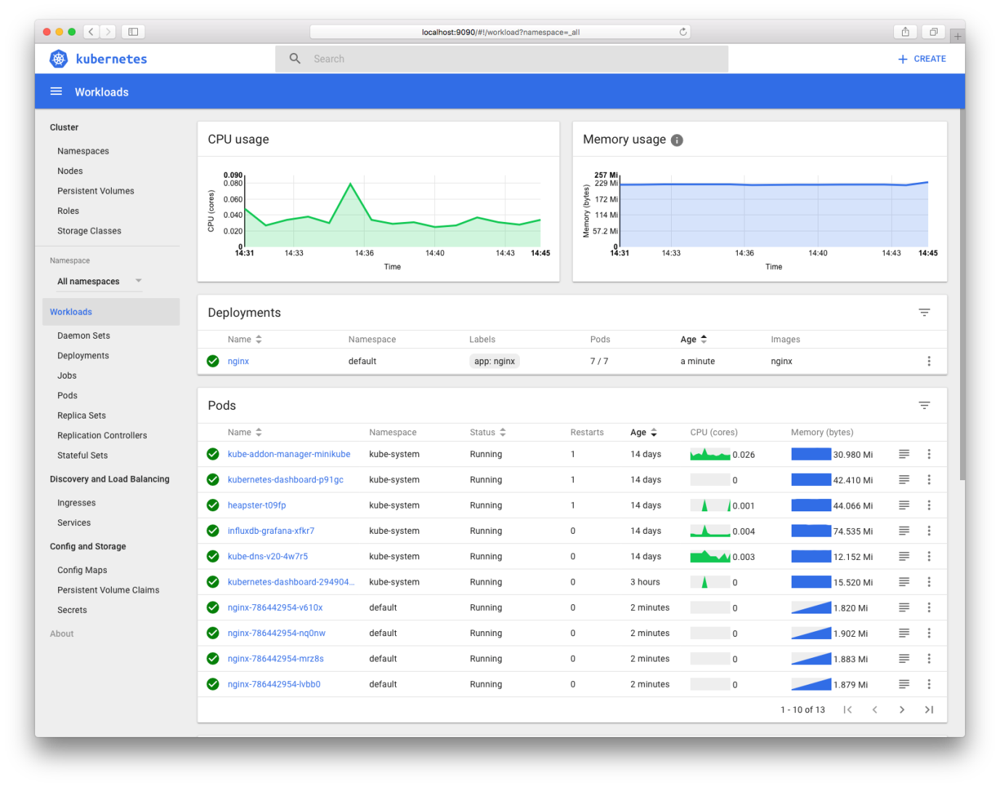 localhost:9090/#!/workload?namespace=_all
kubernetes
Search
CREATE
Workloads
Cluster
Namespaces
Nodes
Persistent Volumes
Roles
Storage Classes
Namespace
All namespaces
Workloads
Daemon Sets
Deployments
Jobs
Pods
Replica Sets
Replication Controllers
Stateful Sets
Discovery and Load Balancing
Ingresses
Services
Config and Storage
Config Maps
Persistent Volume Claims
Secrets
About
CPU usage
CPU (cores)
0.090
0.080
0.060
0.040
0.020
0
14:31 14:33 14:36 14:40 14:43 14:45
Time
Memory usage
Memory (bytes)
257 Mi
229 Mi
172 Mi
114 Mi
57.2 Mi
0
14:31 14:33 14:36 14:40 14:43 14:45
Time
Deployments
Name Namespace Labels Pods Age Images
nginx default app: nginx 7 / 7 a minute nginx
Pods
Name Namespace Status Restarts Age CPU (cores) Memory (bytes)
kube-addon-manager-minikube kube-system Running 1 14 days 0.026 30.980 Mi
kubernetes-dashboard-p91gc kube-system Running 1 14 days 0 42.410 Mi
heapster-t09fp kube-system Running 1 14 days 0.001 44.066 Mi
influxdb-grafana-xfkr7 kube-system Running 0 14 days 0.004 74.535 Mi
kube-dns-v20-4w7r5 kube-system Running 0 14 days 0.003 12.152 Mi
kubernetes-dashboard-294904... kube-system Running 0 3 hours 0 15.520 Mi
nginx-786442954-v610x default Running 0 2 minutes 0 1.820 Mi
nginx-786442954-nq0nw default Running 0 2 minutes 0 1.902 Mi
nginx-786442954-mrz8s default Running 0 2 minutes 0 1.883 Mi
nginx-786442954-lvbb0 default Running 0 2 minutes 0 1.879 Mi
1 - 10 of 13